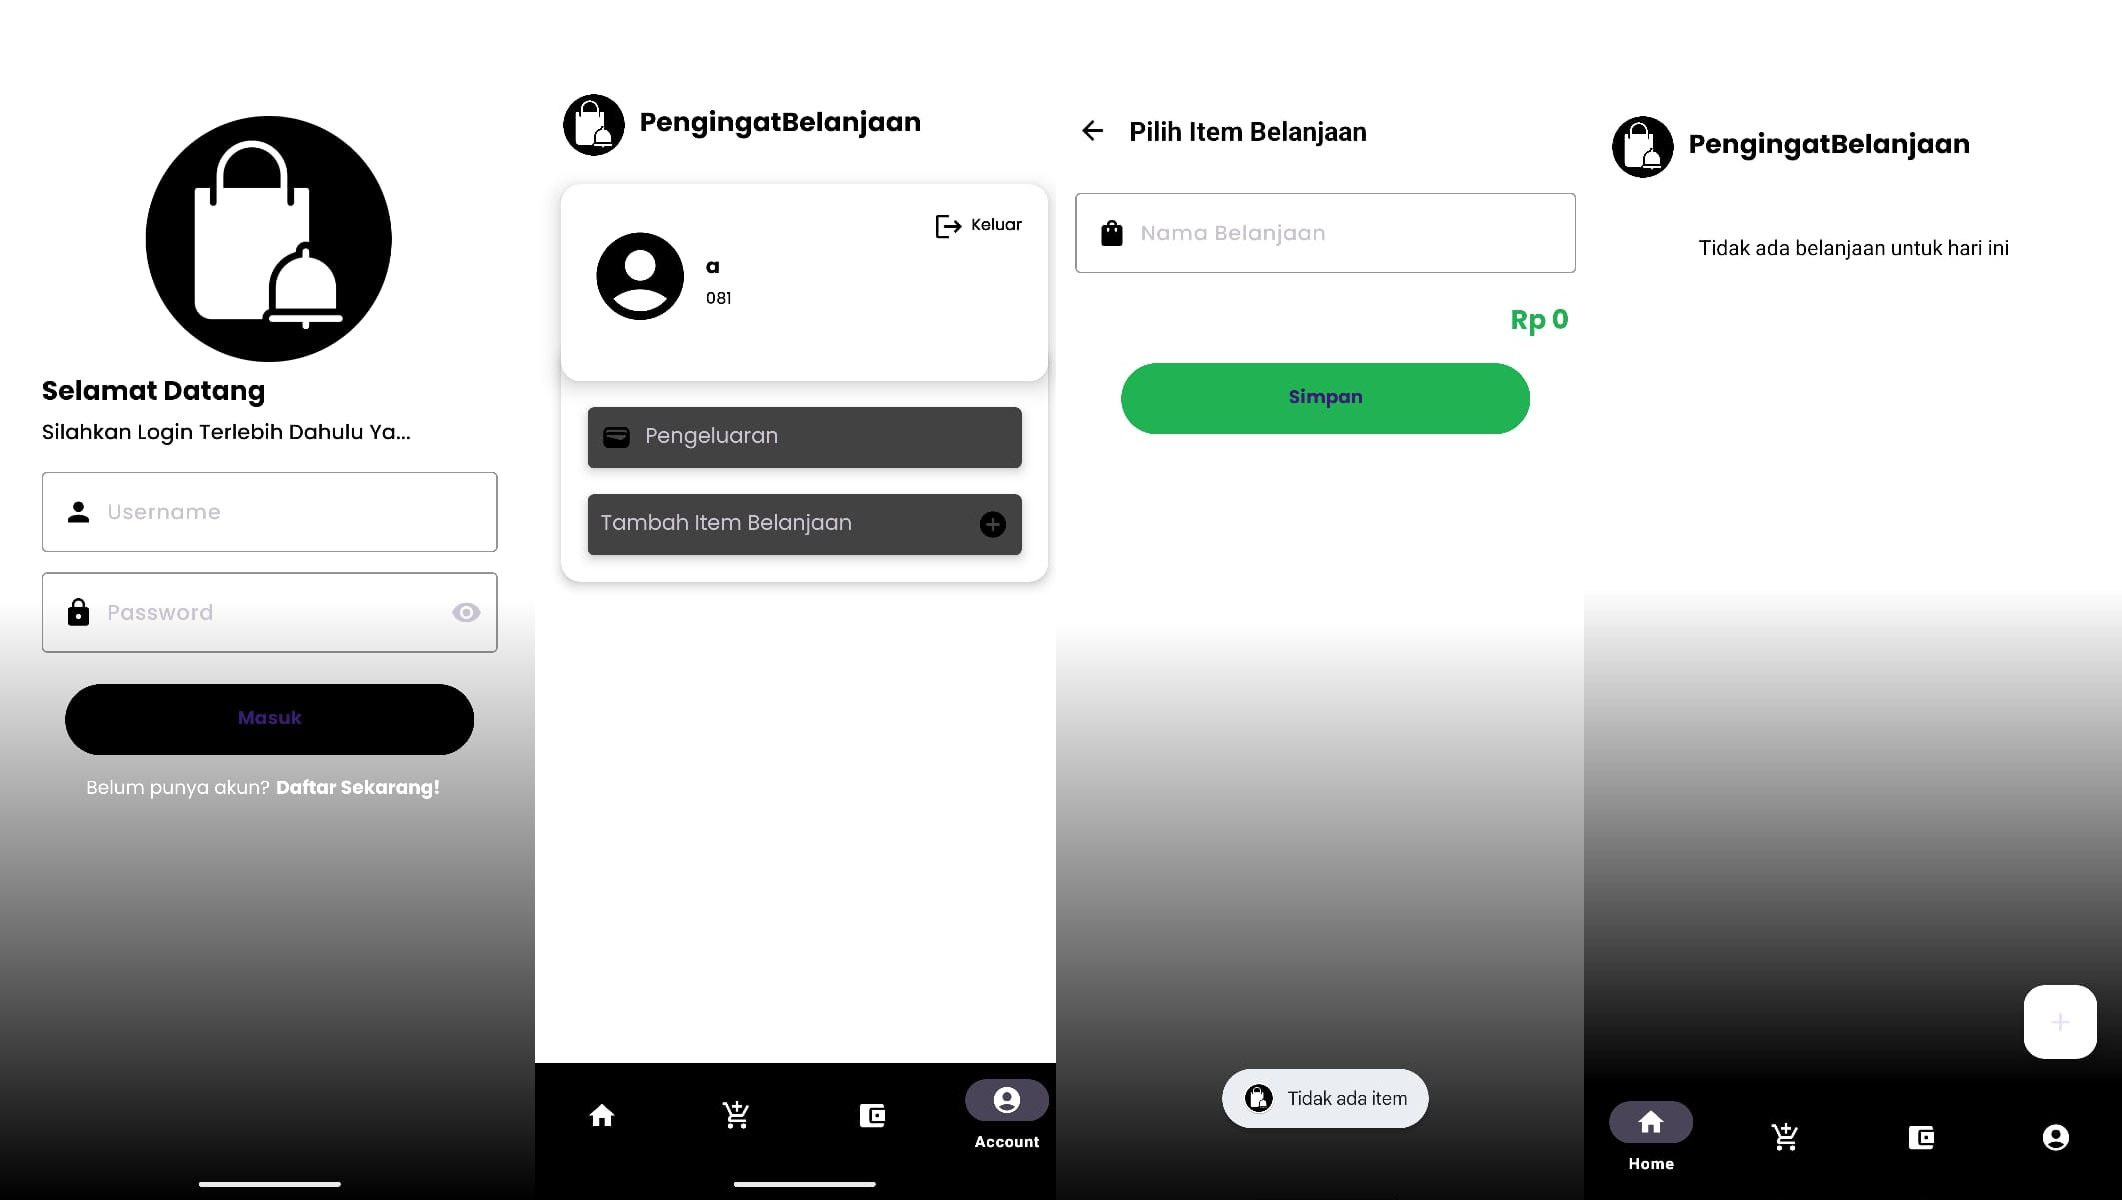 Selamat Datang
Silahkan Login Terlebih Dahulu Ya...
Username
Password
Masuk
Belum punya akun? Daftar Sekarang!
PengingatBelanjaan
Keluar
a
081
Pengeluaran
Tambah Item Belanjaan
Account
Pilih Item Belanjaan
Nama Belanjaan
Rp 0
Simpan
Tidak ada item
PengingatBelanjaan
Tidak ada belanjaan untuk hari ini
Home